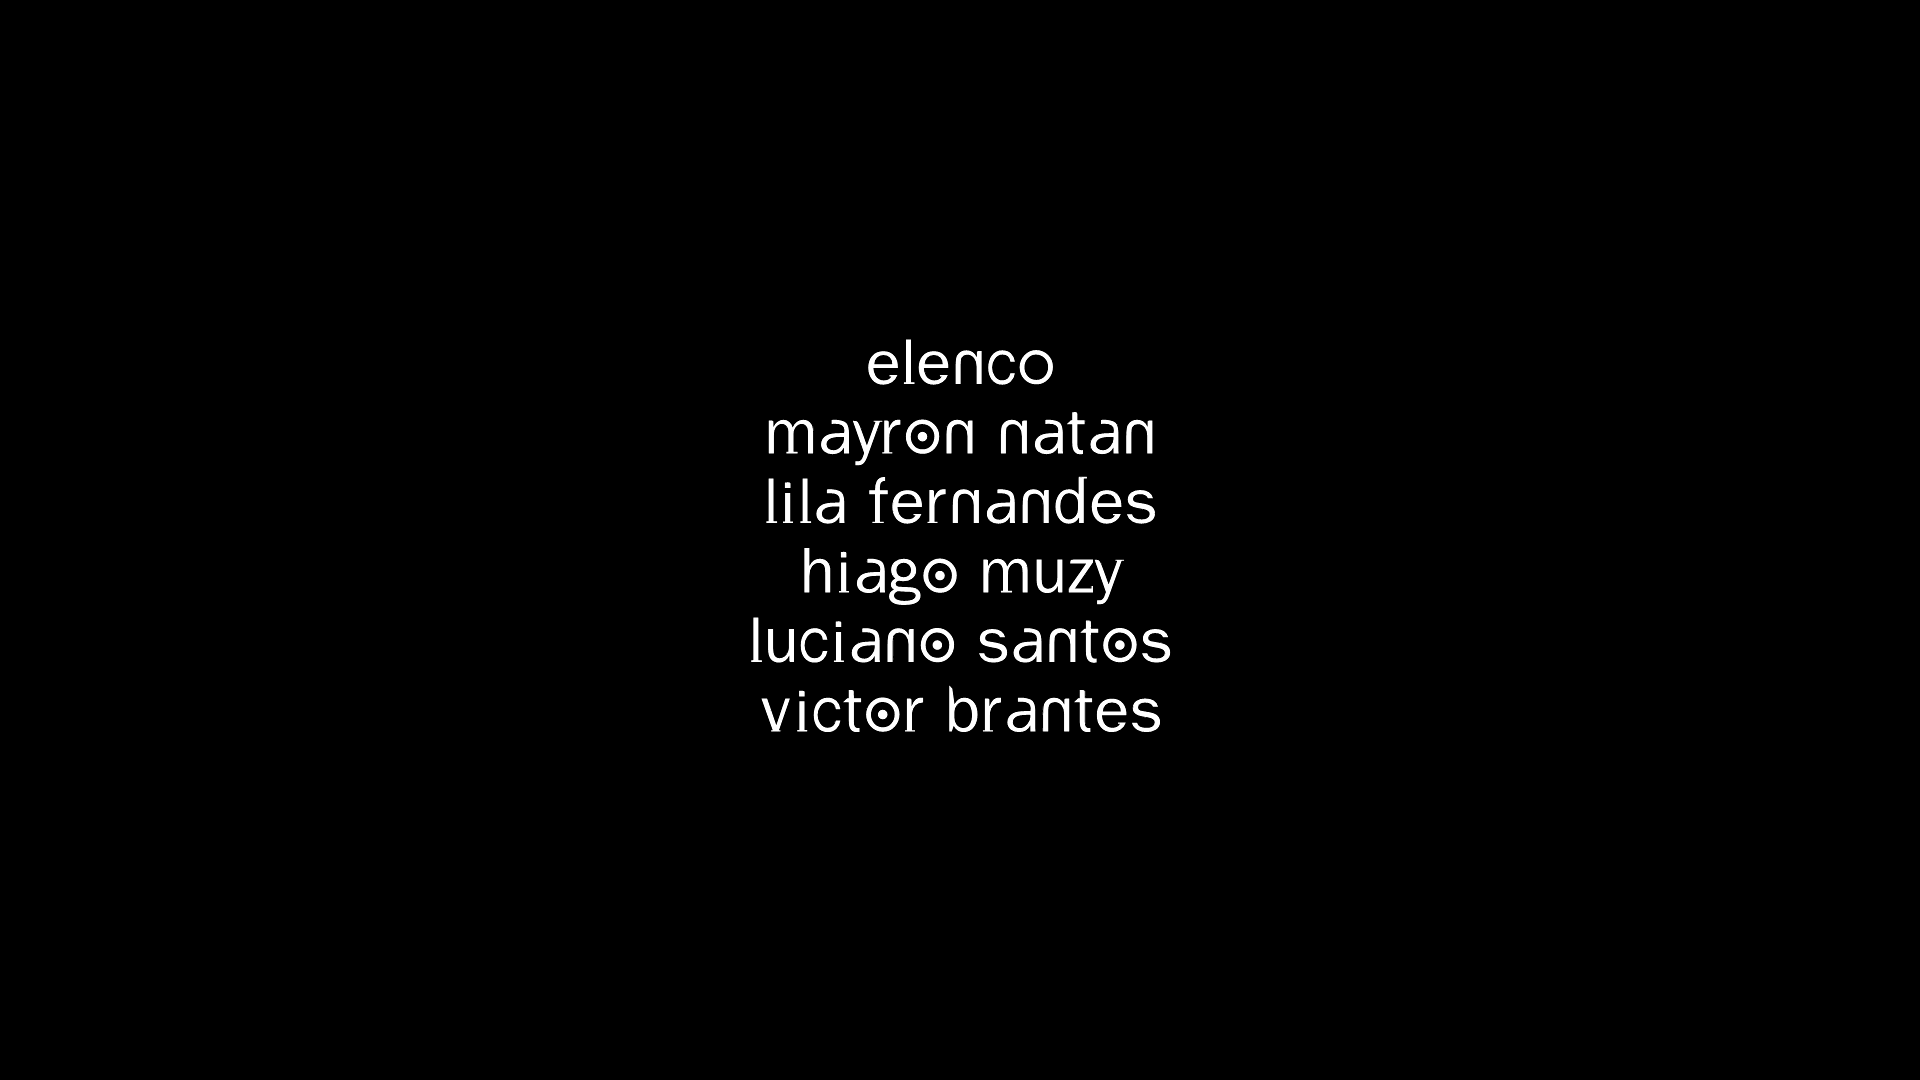 elenco
mayron natan
lila fernandes
hiago muzy
luciano santos
victor brantes